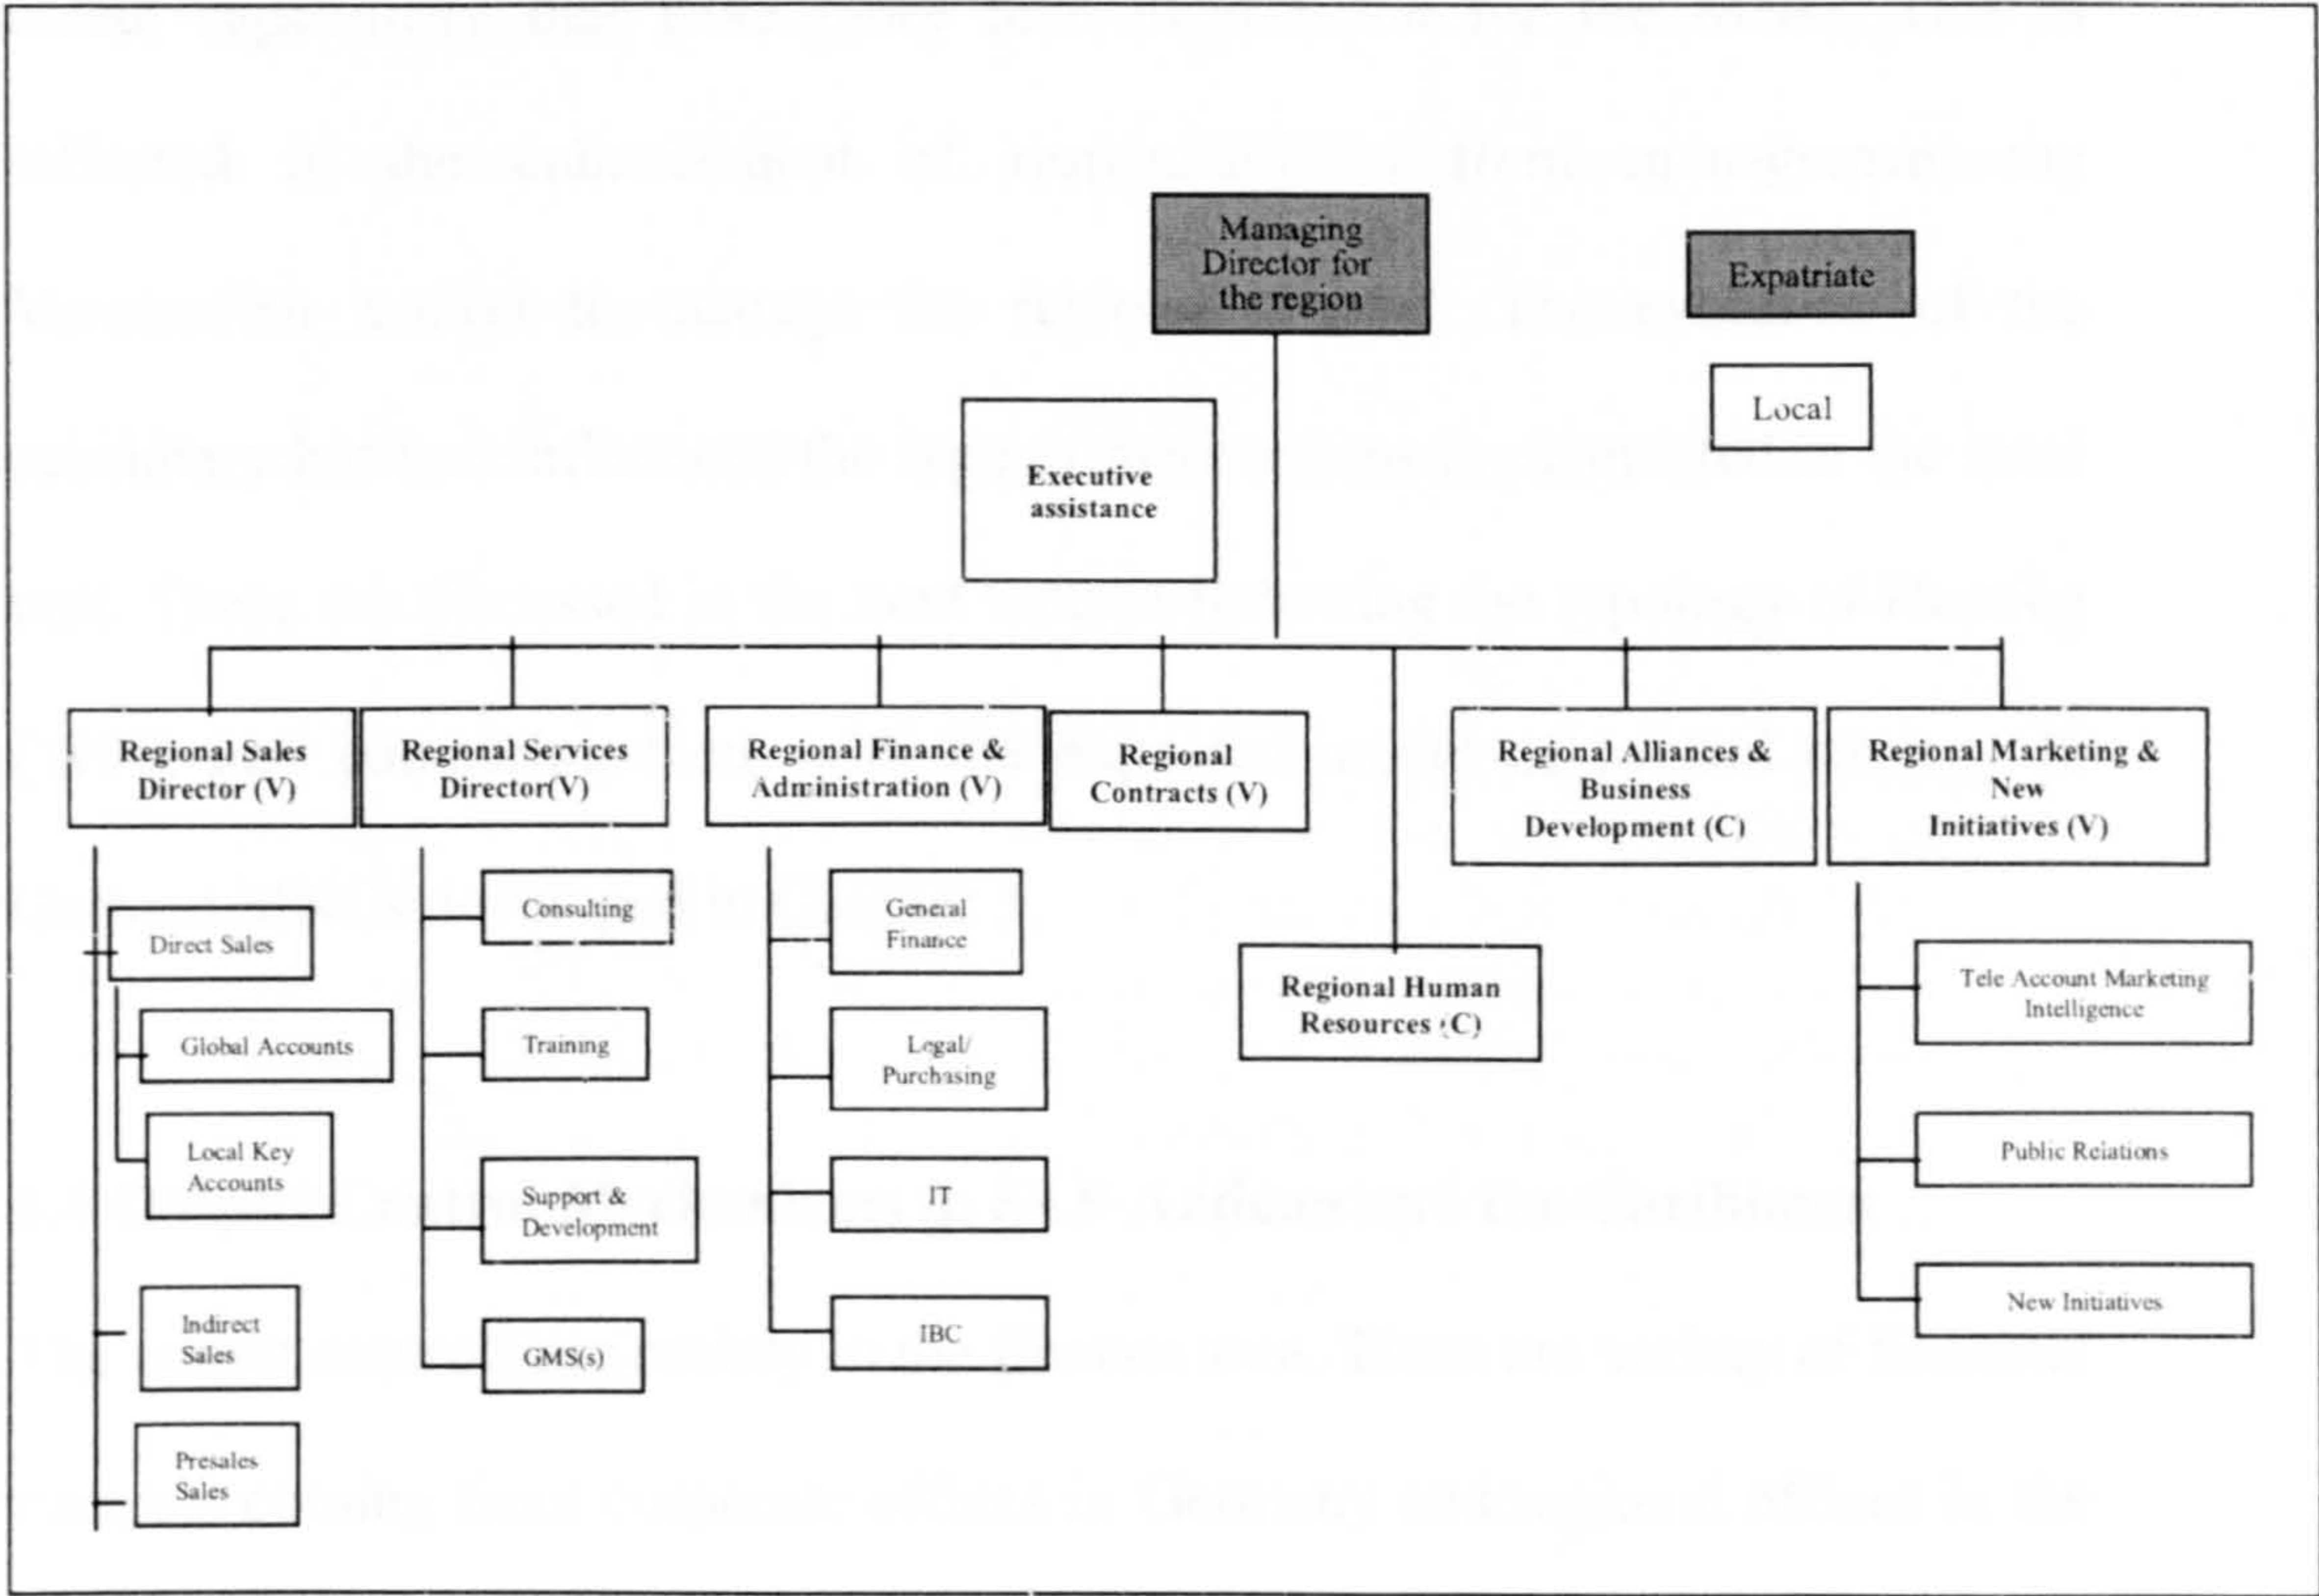 Managing
Director for
the region
Expatriate
Local
Executive
assistance
Regional Sales
Director (V)
Regional Services
Director(V)
Regional Finance &
Administration (V)
Regional
Contracts (V)
Regional Human
Resources (C)
Regional Alliances &
Business
Development (C)
Regional Marketing &
New
Initiatives (V)
Direct Sales
Global Accounts
Local Key
Accounts
Indirect
Sales
Presales
Sales
Consulting
Training
Support &
Development
GMS(s)
General
Finance
Legal/
Purchasing
IT
IBC
Tele Account Marketing
Intelligence
Public Relations
New Initiatives